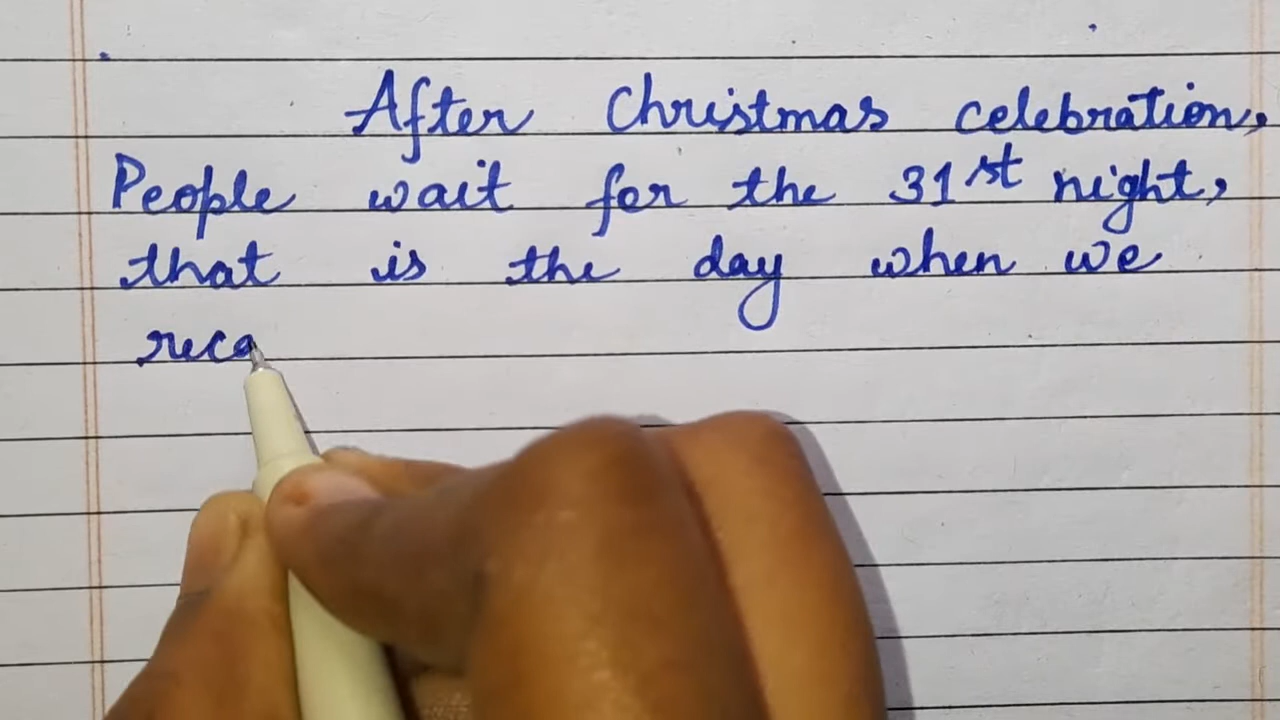 After Christmas celebration,
People wait for the 31st night,
that is the day when we